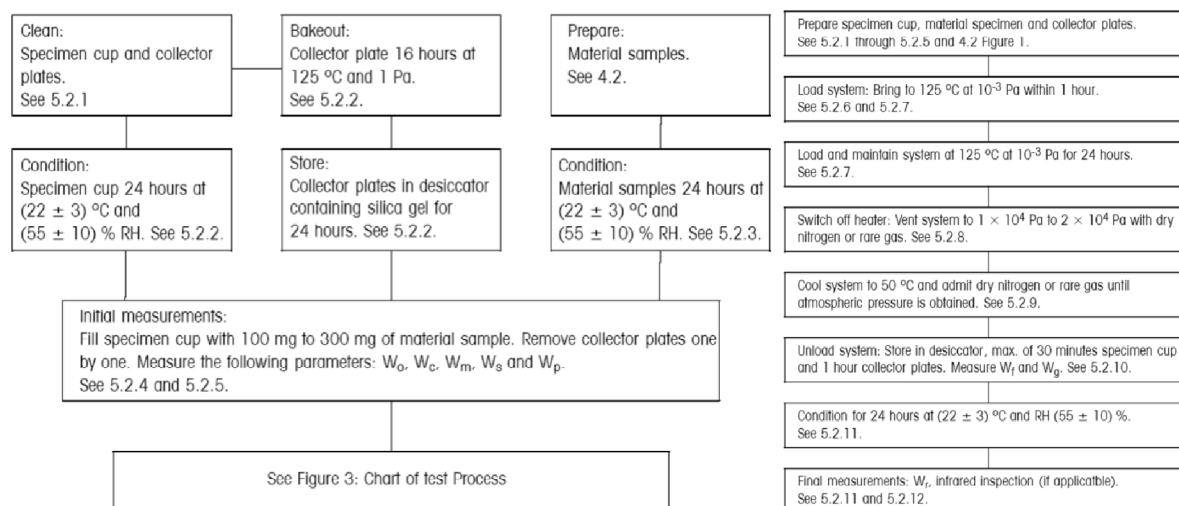 Clean:
Specimen cup and collector
plates.
See 5.2.1
Bakeout:
Collector plate 16 hours at
125 ºC and 1 Pa.
See 5.2.2.
Prepare:
Material samples.
See 4.2.
Condition:
Specimen cup 24 hours at
(22 ± 3) ºC and
(55 ± 10) % RH. See 5.2.2.
Store:
Collector plates in desiccator
containing silica gel for
24 hours. See 5.2.2.
Condition:
Material samples 24 hours at
(22 ± 3) ºC and
(55 ± 10) % RH. See 5.2.3.
Initial measurements:
Fill specimen cup with 100 mg to 300 mg of material sample. Remove collector plates one
by one. Measure the following parameters: Wo, Wc, Wm, Ws and Wp.
See 5.2.4 and 5.2.5.
See Figure 3: Chart of test Process
Prepare specimen cup, material specimen and collector plates.
See 5.2.1 through 5.2.5 and 4.2 Figure 1.
Load system: Bring to 125 ºC at 10⁻³ Pa within 1 hour.
See 5.2.6 and 5.2.7.
Load and maintain system at 125 ºC at 10⁻³ Pa for 24 hours.
See 5.2.7.
Switch off heater: Vent system to 1 × 10⁴ Pa to 2 × 10⁴ Pa with dry
nitrogen or rare gas. See 5.2.8.
Cool system to 50 ºC and admit dry nitrogen or rare gas until
atmospheric pressure is obtained. See 5.2.9.
Unload system: Store in desiccator, max. of 30 minutes specimen cup
and 1 hour collector plates. Measure Wf and Wg. See 5.2.10.
Condition for 24 hours at (22 ± 3) ºC and RH (55 ± 10) %.
See 5.2.11.
Final measurements: Wr, infrared inspection (if applicatble).
See 5.2.11 and 5.2.12.